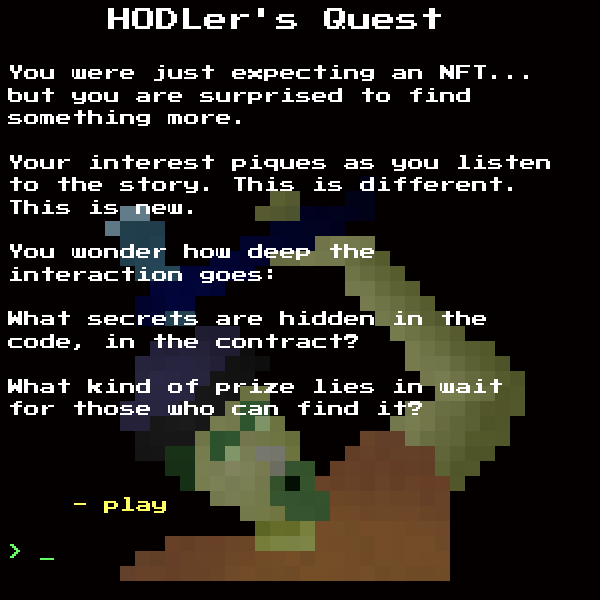 HODLer's Quest
You were just expecting an NFT...
but you are surprised to find
something more.
Your interest piques as you listen
to the story. This is different.
This is new.
You wonder how deep the
interaction goes:
What secrets are hidden in the
code, in the contract?
What kind of prize lies in wait
for those who can find it?
- play
> _